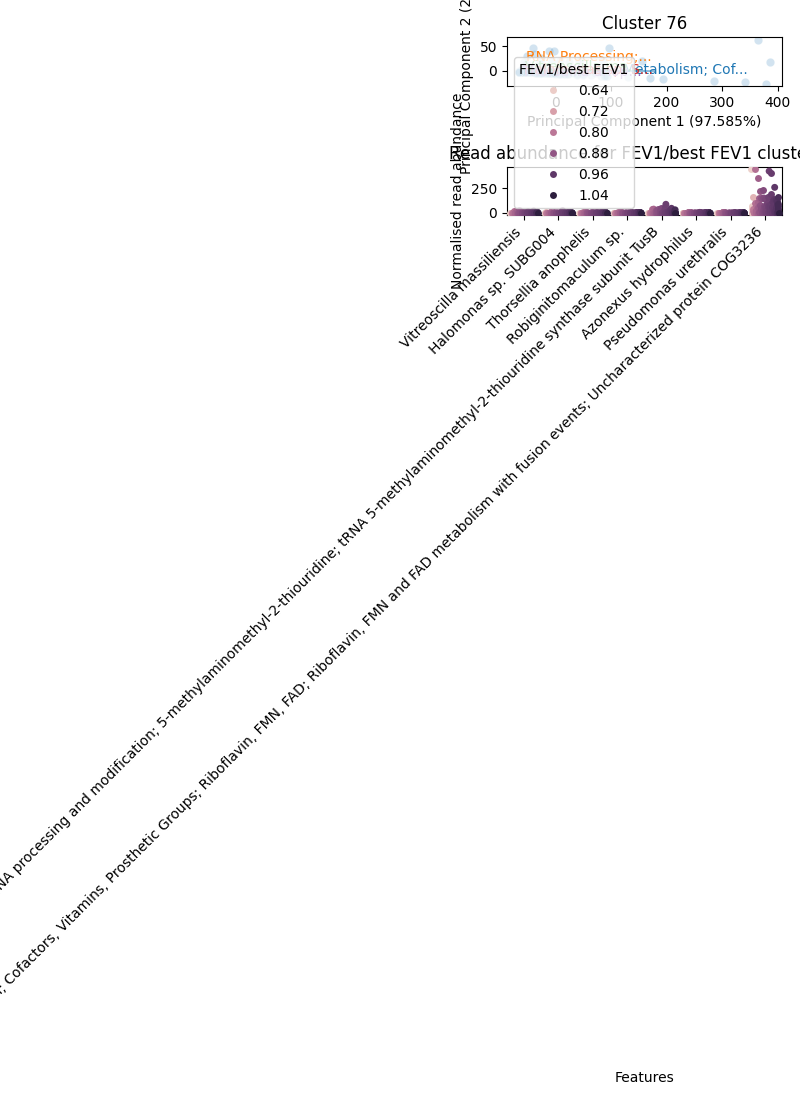 Cluster 76
Principal Component 2 (2
50
0
RNA Processing;...
etabolism; Cof...
0
100
200
300
400
Principal Component 1 (97.585%)
FEV1/best FEV1
0.64
0.72
0.80
0.88
0.96
1.04
Read abundance for FEV1/best FEV1 cluste
Normalised read abundance
250
0
Vitreoscilla massiliensis
Halomonas sp. SUBG004
Thorsellia anophelis
Robiginitomaculum sp.
NA processing and modification; 5-methylaminomethyl-2-thiouridine; tRNA 5-methylaminomethyl-2-thiouridine synthase subunit TusB
Azonexus hydrophilus
Pseudomonas urethralis
; Cofactors, Vitamins, Prosthetic Groups; Riboflavin, FMN, FAD; Riboflavin, FMN and FAD metabolism with fusion events; Uncharacterized protein COG3236
Features